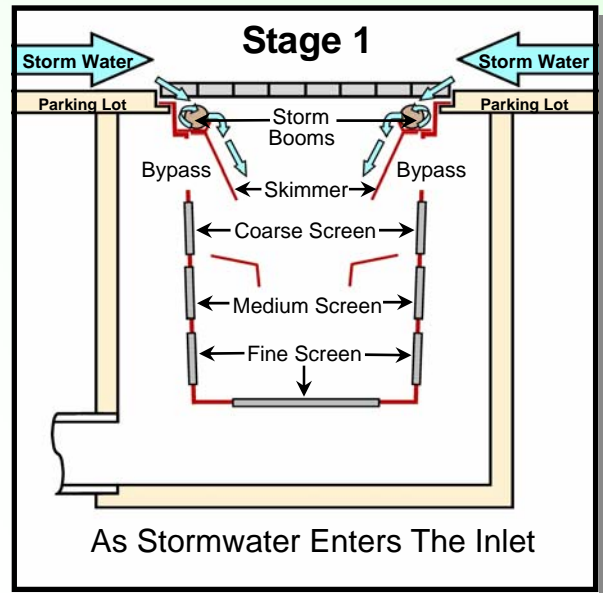 Stage 1
Storm Water
Storm Water
Parking Lot
Parking Lot
Storm
Booms
Bypass
Bypass
Skimmer
Coarse Screen
Medium Screen
Fine Screen
As Stormwater Enters The Inlet